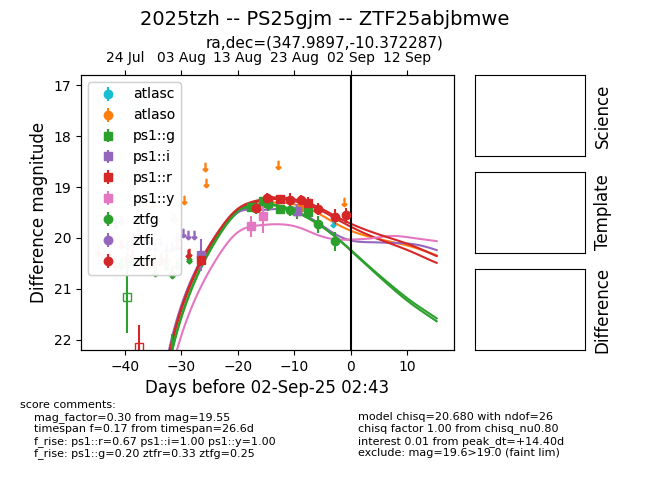 2025tzh -- PS25gjm -- ZTF25abjbmwe
ra,dec=(347.9897,-10.372287)
24 Jul 03 Aug 13 Aug 23 Aug 02 Sep 12 Sep
17
18
19
20
21
22
Difference magnitude
atlasc
atlaso
ps1::g
ps1::i
ps1::r
ps1::y
ztfg
ztfi
ztfr
−40 −30 −20 −10 0 10
Days before 02-Sep-25 02:43
Science
Template
Difference
score comments:
mag_factor=0.30 from mag=19.55
timespan f=0.17 from timespan=26.6d
f_rise: ps1::r=0.67 ps1::i=1.00 ps1::y=1.00
f_rise: ps1::g=0.20 ztfr=0.33 ztfg=0.25
model chisq=20.680 with ndof=26
chisq factor 1.00 from chisq_nu0.80
interest 0.01 from peak_dt=+14.40d
exclude: mag=19.6>19.0 (faint lim)